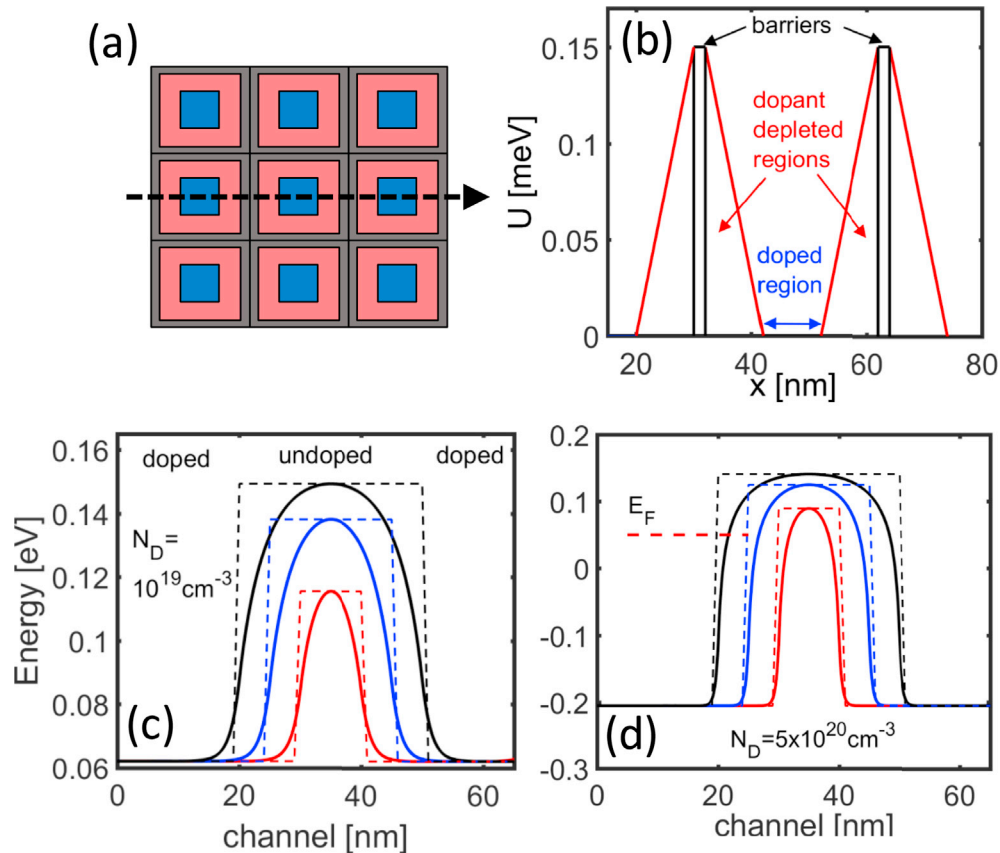 (a)
(b)
barriers
dopant
depleted
regions
doped
region
U [meV]
0.15
0.1
0.05
0
20
40
60
80
x [nm]
(c)
doped
undoped
doped
N_D=
10^19cm^-3
Energy [eV]
0.16
0.14
0.12
0.1
0.08
0.06
0
20
40
60
channel [nm]
(d)
E_F
N_D=5x10^20cm^-3
0.2
0.1
0
-0.1
-0.2
-0.3
0
20
40
60
channel [nm]